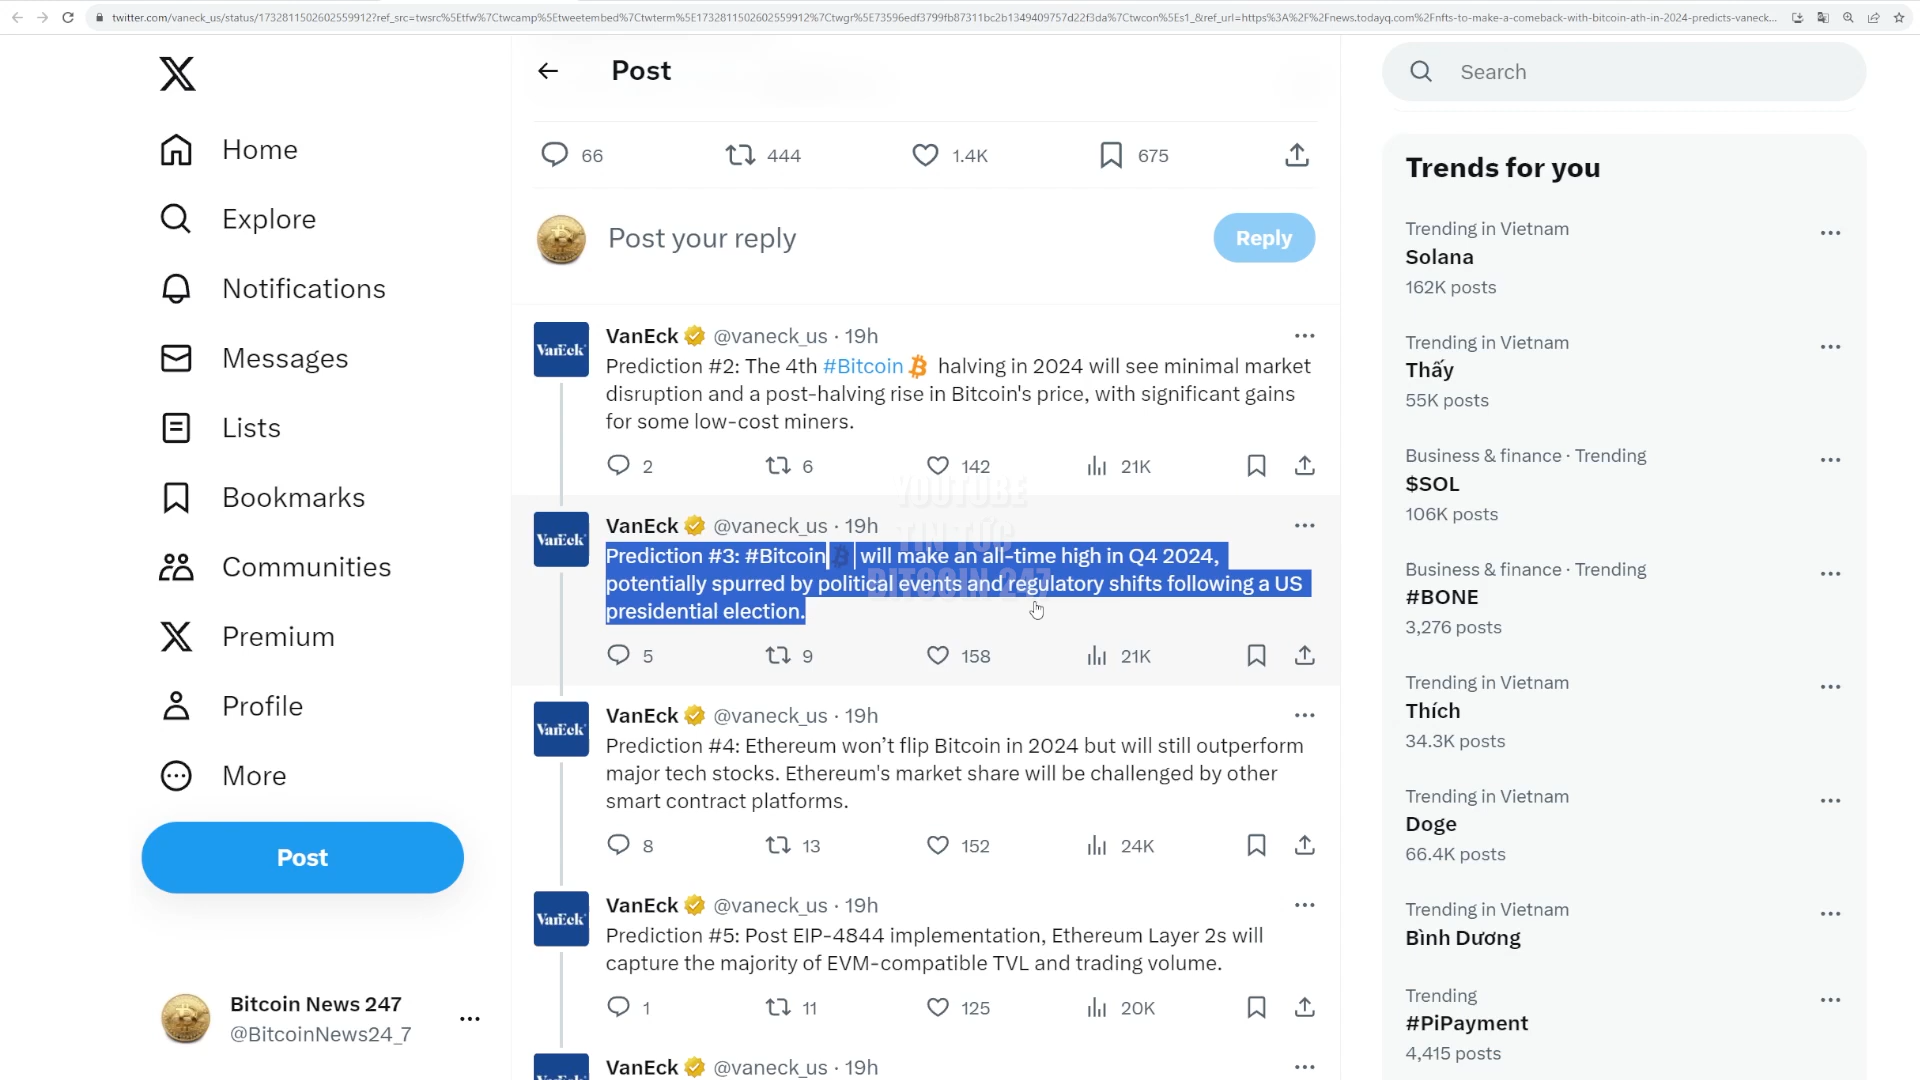 twitter.com/vaneck_us/status/1732811502602559912?ref_src=twsrc%5Etfw%7Ctwcamp%5Etweetembed%7Ctwterm%5E1732811502602559912%7Ctwgr%5E73596edf3799fb87311bc2b1349409757d22f3da%7Ctwcon%5Es1_&ref_url=https%3A%2F%2Fnews.todayq.com%2Fnfts-to-make-a-comeback-with-bitcoin-ath-in-2024-predicts-vaneck...
Post
Search
66 444 1.4K 675
Post your reply
Reply
Home
Explore
Notifications
Messages
Lists
Bookmarks
Communities
Premium
Profile
More
Post
Bitcoin News 247
@BitcoinNews24_7
VanEck @vaneck_us · 19h
Prediction #2: The 4th #Bitcoin halving in 2024 will see minimal market
disruption and a post-halving rise in Bitcoin's price, with significant gains
for some low-cost miners.
2 6 142 21K
VanEck
VanEck @vaneck_us · 19h
Prediction #3: #Bitcoin will make an all-time high in Q4 2024,
potentially spurred by political events and regulatory shifts following a US
presidential election.
5 9 158 21K
VanEck
YOUTUBE
TIN TỨC
BITCOIN 247
VanEck @vaneck_us · 19h
Prediction #4: Ethereum won’t flip Bitcoin in 2024 but will still outperform
major tech stocks. Ethereum's market share will be challenged by other
smart contract platforms.
8 13 152 24K
VanEck
VanEck @vaneck_us · 19h
Prediction #5: Post EIP-4844 implementation, Ethereum Layer 2s will
capture the majority of EVM-compatible TVL and trading volume.
1 11 125 20K
VanEck
VanEck @vaneck_us · 19h
VanEck
Trends for you
Trending in Vietnam
Solana
162K posts
Trending in Vietnam
Thấy
55K posts
Business & finance · Trending
$SOL
106K posts
Business & finance · Trending
#BONE
3,276 posts
Trending in Vietnam
Thích
34.3K posts
Trending in Vietnam
Doge
66.4K posts
Trending in Vietnam
Bình Dương
Trending
#PiPayment
4,415 posts